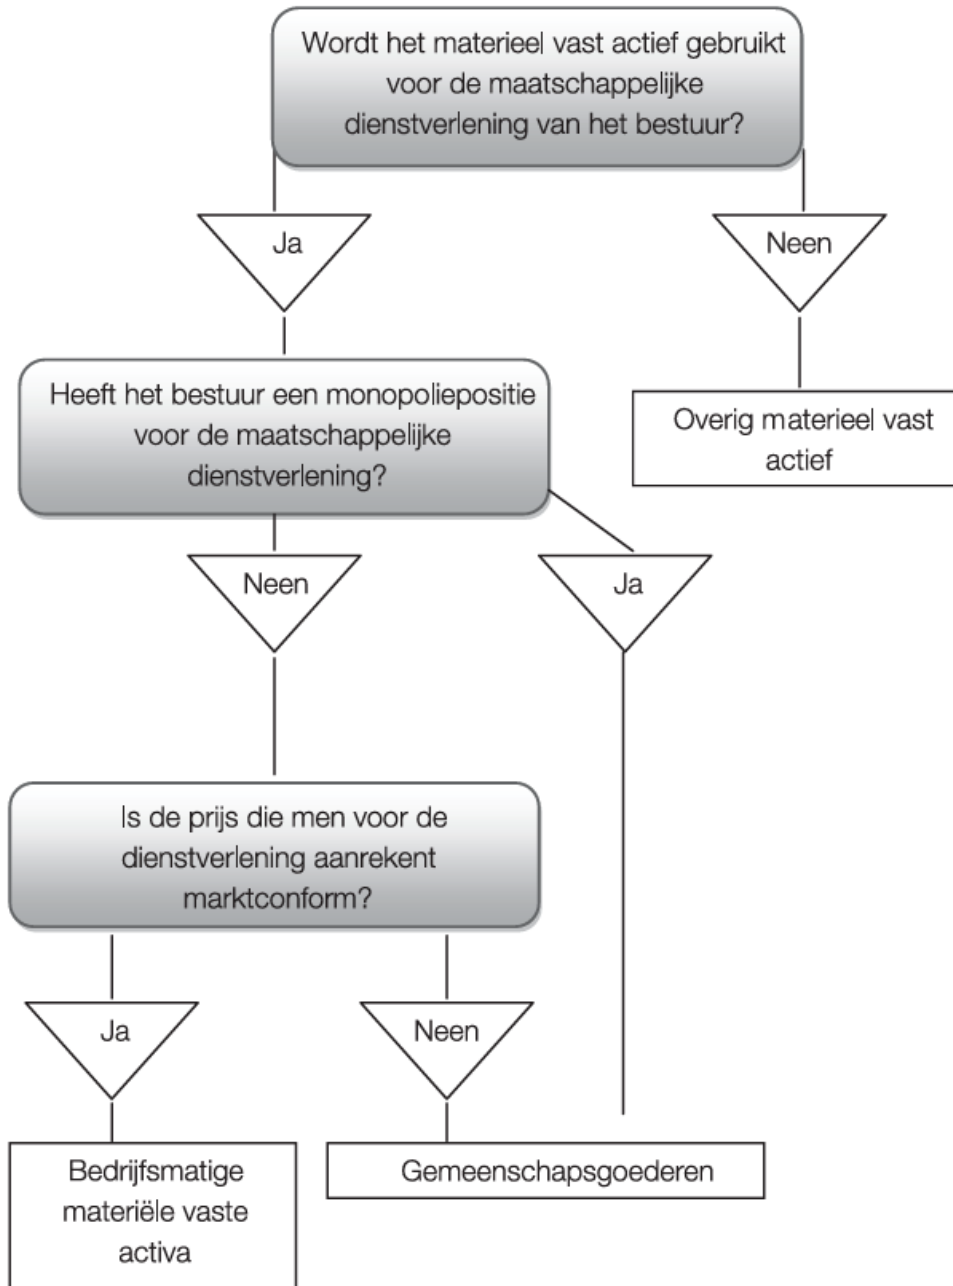 Wordt het materieel vast actief gebruikt
voor de maatschappelijke
dienstverlening van het bestuur?
Ja
Neen
Heeft het bestuur een monopoliepositie
voor de maatschappelijke
dienstverlening?
Overig materieel vast
actief
Neen
Ja
Is de prijs die men voor de
dienstverlening aanrekent
marktconform?
Ja
Neen
Bedrijfsmatige
materiële vaste
activa
Gemeenschapsgoederen